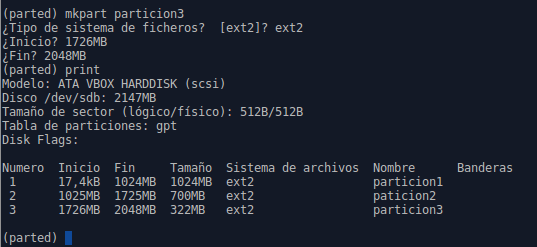 (parted) mkpart particion3
¿Tipo de sistema de ficheros?  [ext2]? ext2
¿Inicio? 1726MB
¿Fin? 2048MB
(parted) print
Modelo: ATA VBOX HARDDISK (scsi)
Disco /dev/sdb: 2147MB
Tamaño de sector (lógico/físico): 512B/512B
Tabla de particiones: gpt
Disk Flags:
Numero  Inicio  Fin     Tamaño  Sistema de archivos  Nombre      Banderas
 1      17,4kB  1024MB  1024MB  ext2                 particion1
 2      1025MB  1725MB  700MB   ext2                 paticion2
 3      1726MB  2048MB  322MB   ext2                 particion3
(parted)